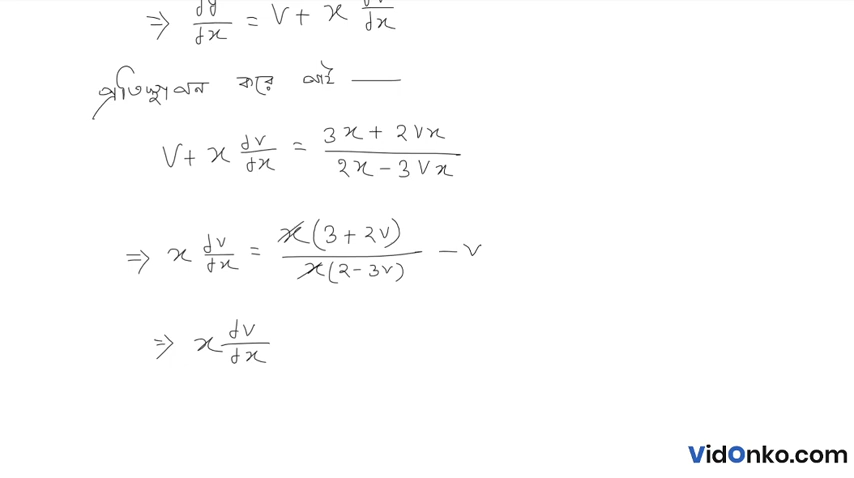 ⇒ dy/dx = V + x dv/dx
প্রতিস্থাপন করে পাই —
V + x dv/dx = (3x + 2Vx)/(2x − 3Vx)
⇒ x dv/dx = x(3 + 2v)/x(2 − 3v) − v
⇒ x dv/dx
VidOnko.com